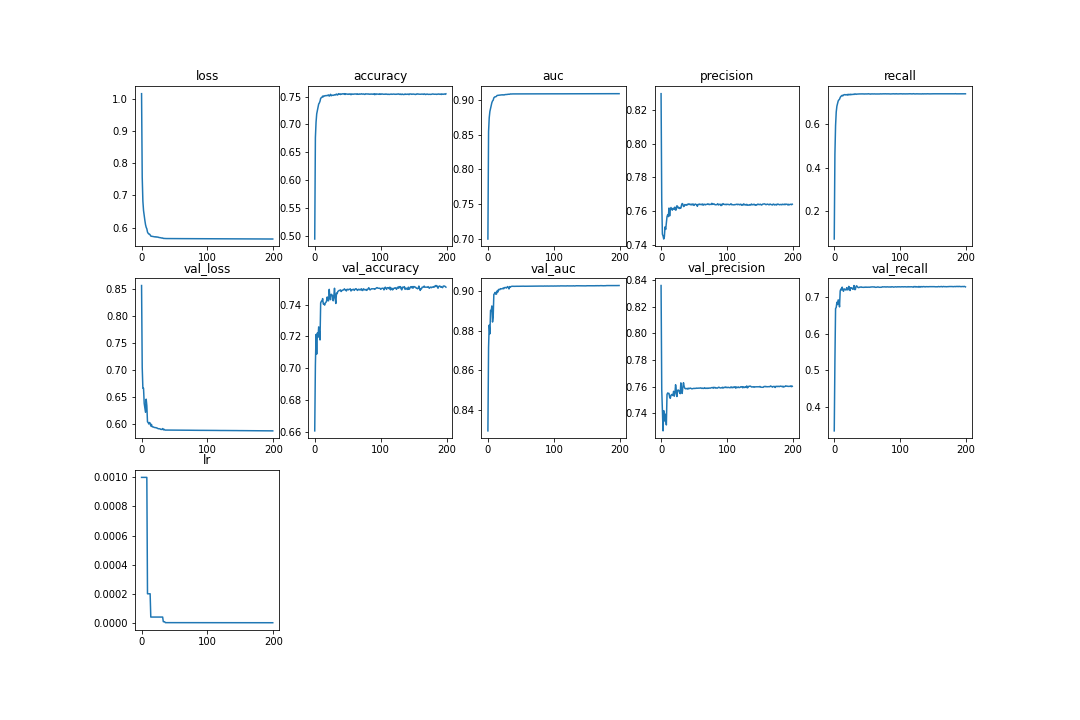 loss accuracy auc precision recall
1.0 0.9 0.8 0.7 0.6
0.75 0.70 0.65 0.60 0.55 0.50
0.90 0.85 0.80 0.75 0.70
0.82 0.80 0.78 0.76 0.74
0.6 0.4 0.2
0 100 200 0 100 200 0 100 200 0 100 200 0 100 200
val_loss val_accuracy val_auc val_precision val_recall
0.85 0.80 0.75 0.70 0.65 0.60
0.74 0.72 0.70 0.68 0.66
0.90 0.88 0.86 0.84
0.84 0.82 0.80 0.78 0.76 0.74
0.7 0.6 0.5 0.4
0 100 200 0 100 200 0 100 200 0 100 200 0 100 200
lr
0.0010
0.0008
0.0006
0.0004
0.0002
0.0000
0 100 200